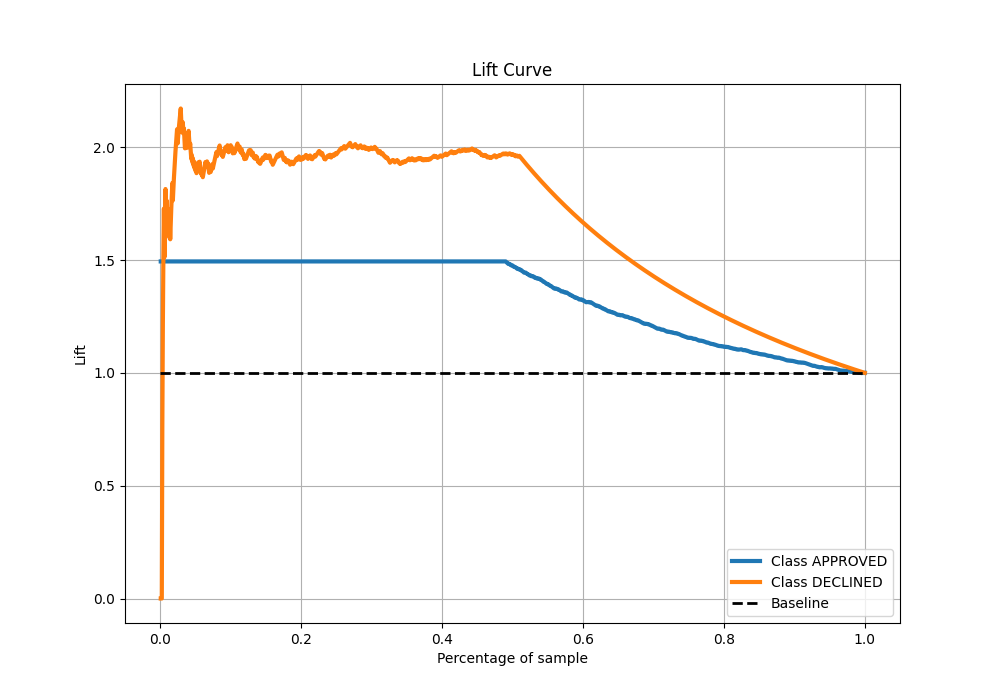 Lift Curve
Lift
2.0
1.5
1.0
0.5
0.0
0.0 0.2 0.4 0.6 0.8 1.0
Percentage of sample
Class APPROVED
Class DECLINED
Baseline